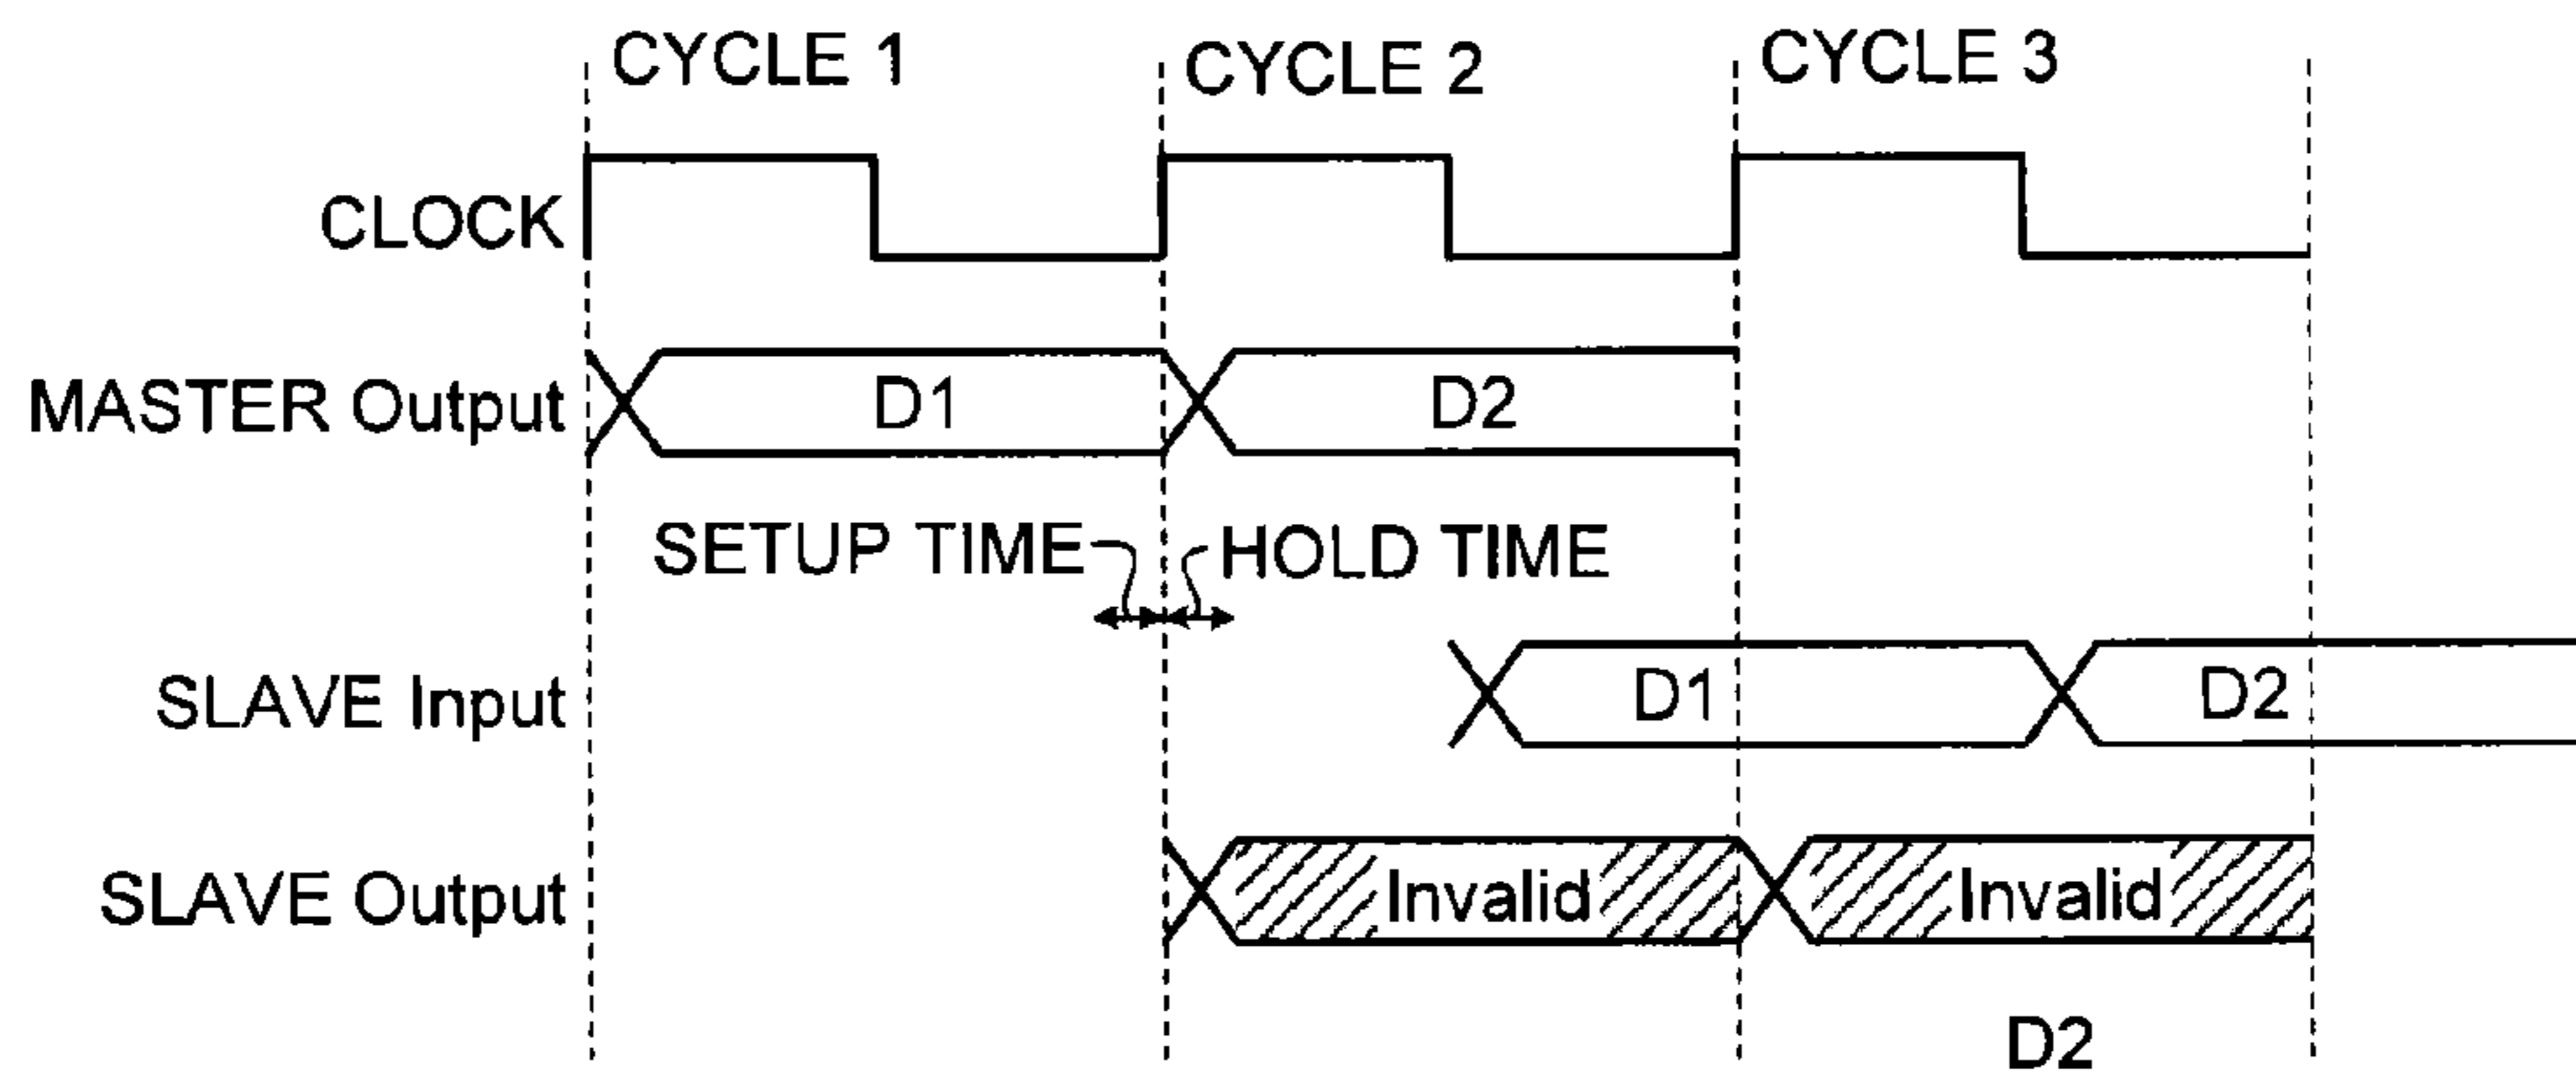 CYCLE 1 CYCLE 2 CYCLE 3
CLOCK
MASTER Output D1 D2
SETUP TIME HOLD TIME
SLAVE Input D1 D2
SLAVE Output Invalid Invalid
D2